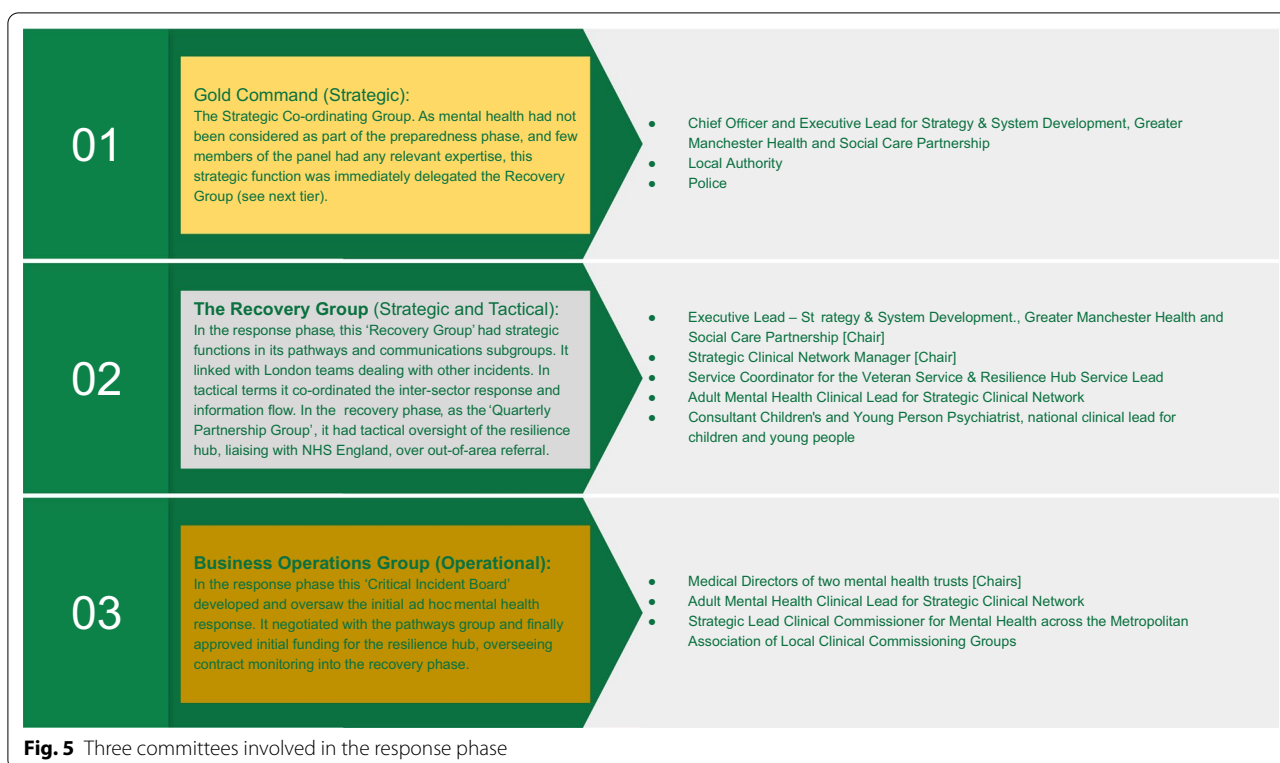 01
Gold Command (Strategic):
The Strategic Co-ordinating Group. As mental health had not
been considered as part of the preparedness phase, and few
members of the panel had any relevant expertise, this
strategic function was immediately delegated the Recovery
Group (see next tier).
● Chief Officer and Executive Lead for Strategy & System Development, Greater
Manchester Health and Social Care Partnership
● Local Authority
● Police
02
The Recovery Group (Strategic and Tactical):
In the response phase, this ‘Recovery Group’ had strategic
functions in its pathways and communications subgroups. It
linked with London teams dealing with other incidents. In
tactical terms it co-ordinated the inter-sector response and
information flow. In the recovery phase, as the ‘Quarterly
Partnership Group’, it had tactical oversight of the resilience
hub, liaising with NHS England, over out-of-area referral.
● Executive Lead – St rategy & System Development., Greater Manchester Health and
Social Care Partnership [Chair]
● Strategic Clinical Network Manager [Chair]
● Service Coordinator for the Veteran Service & Resilience Hub Service Lead
● Adult Mental Health Clinical Lead for Strategic Clinical Network
● Consultant Children's and Young Person Psychiatrist, national clinical lead for
children and young people
03
Business Operations Group (Operational):
In the response phase this ‘Critical Incident Board’
developed and oversaw the initial ad hoc mental health
response. It negotiated with the pathways group and finally
approved initial funding for the resilience hub, overseeing
contract monitoring into the recovery phase.
● Medical Directors of two mental health trusts [Chairs]
● Adult Mental Health Clinical Lead for Strategic Clinical Network
● Strategic Lead Clinical Commissioner for Mental Health across the Metropolitan
Association of Local Clinical Commissioning Groups
Fig. 5 Three committees involved in the response phase